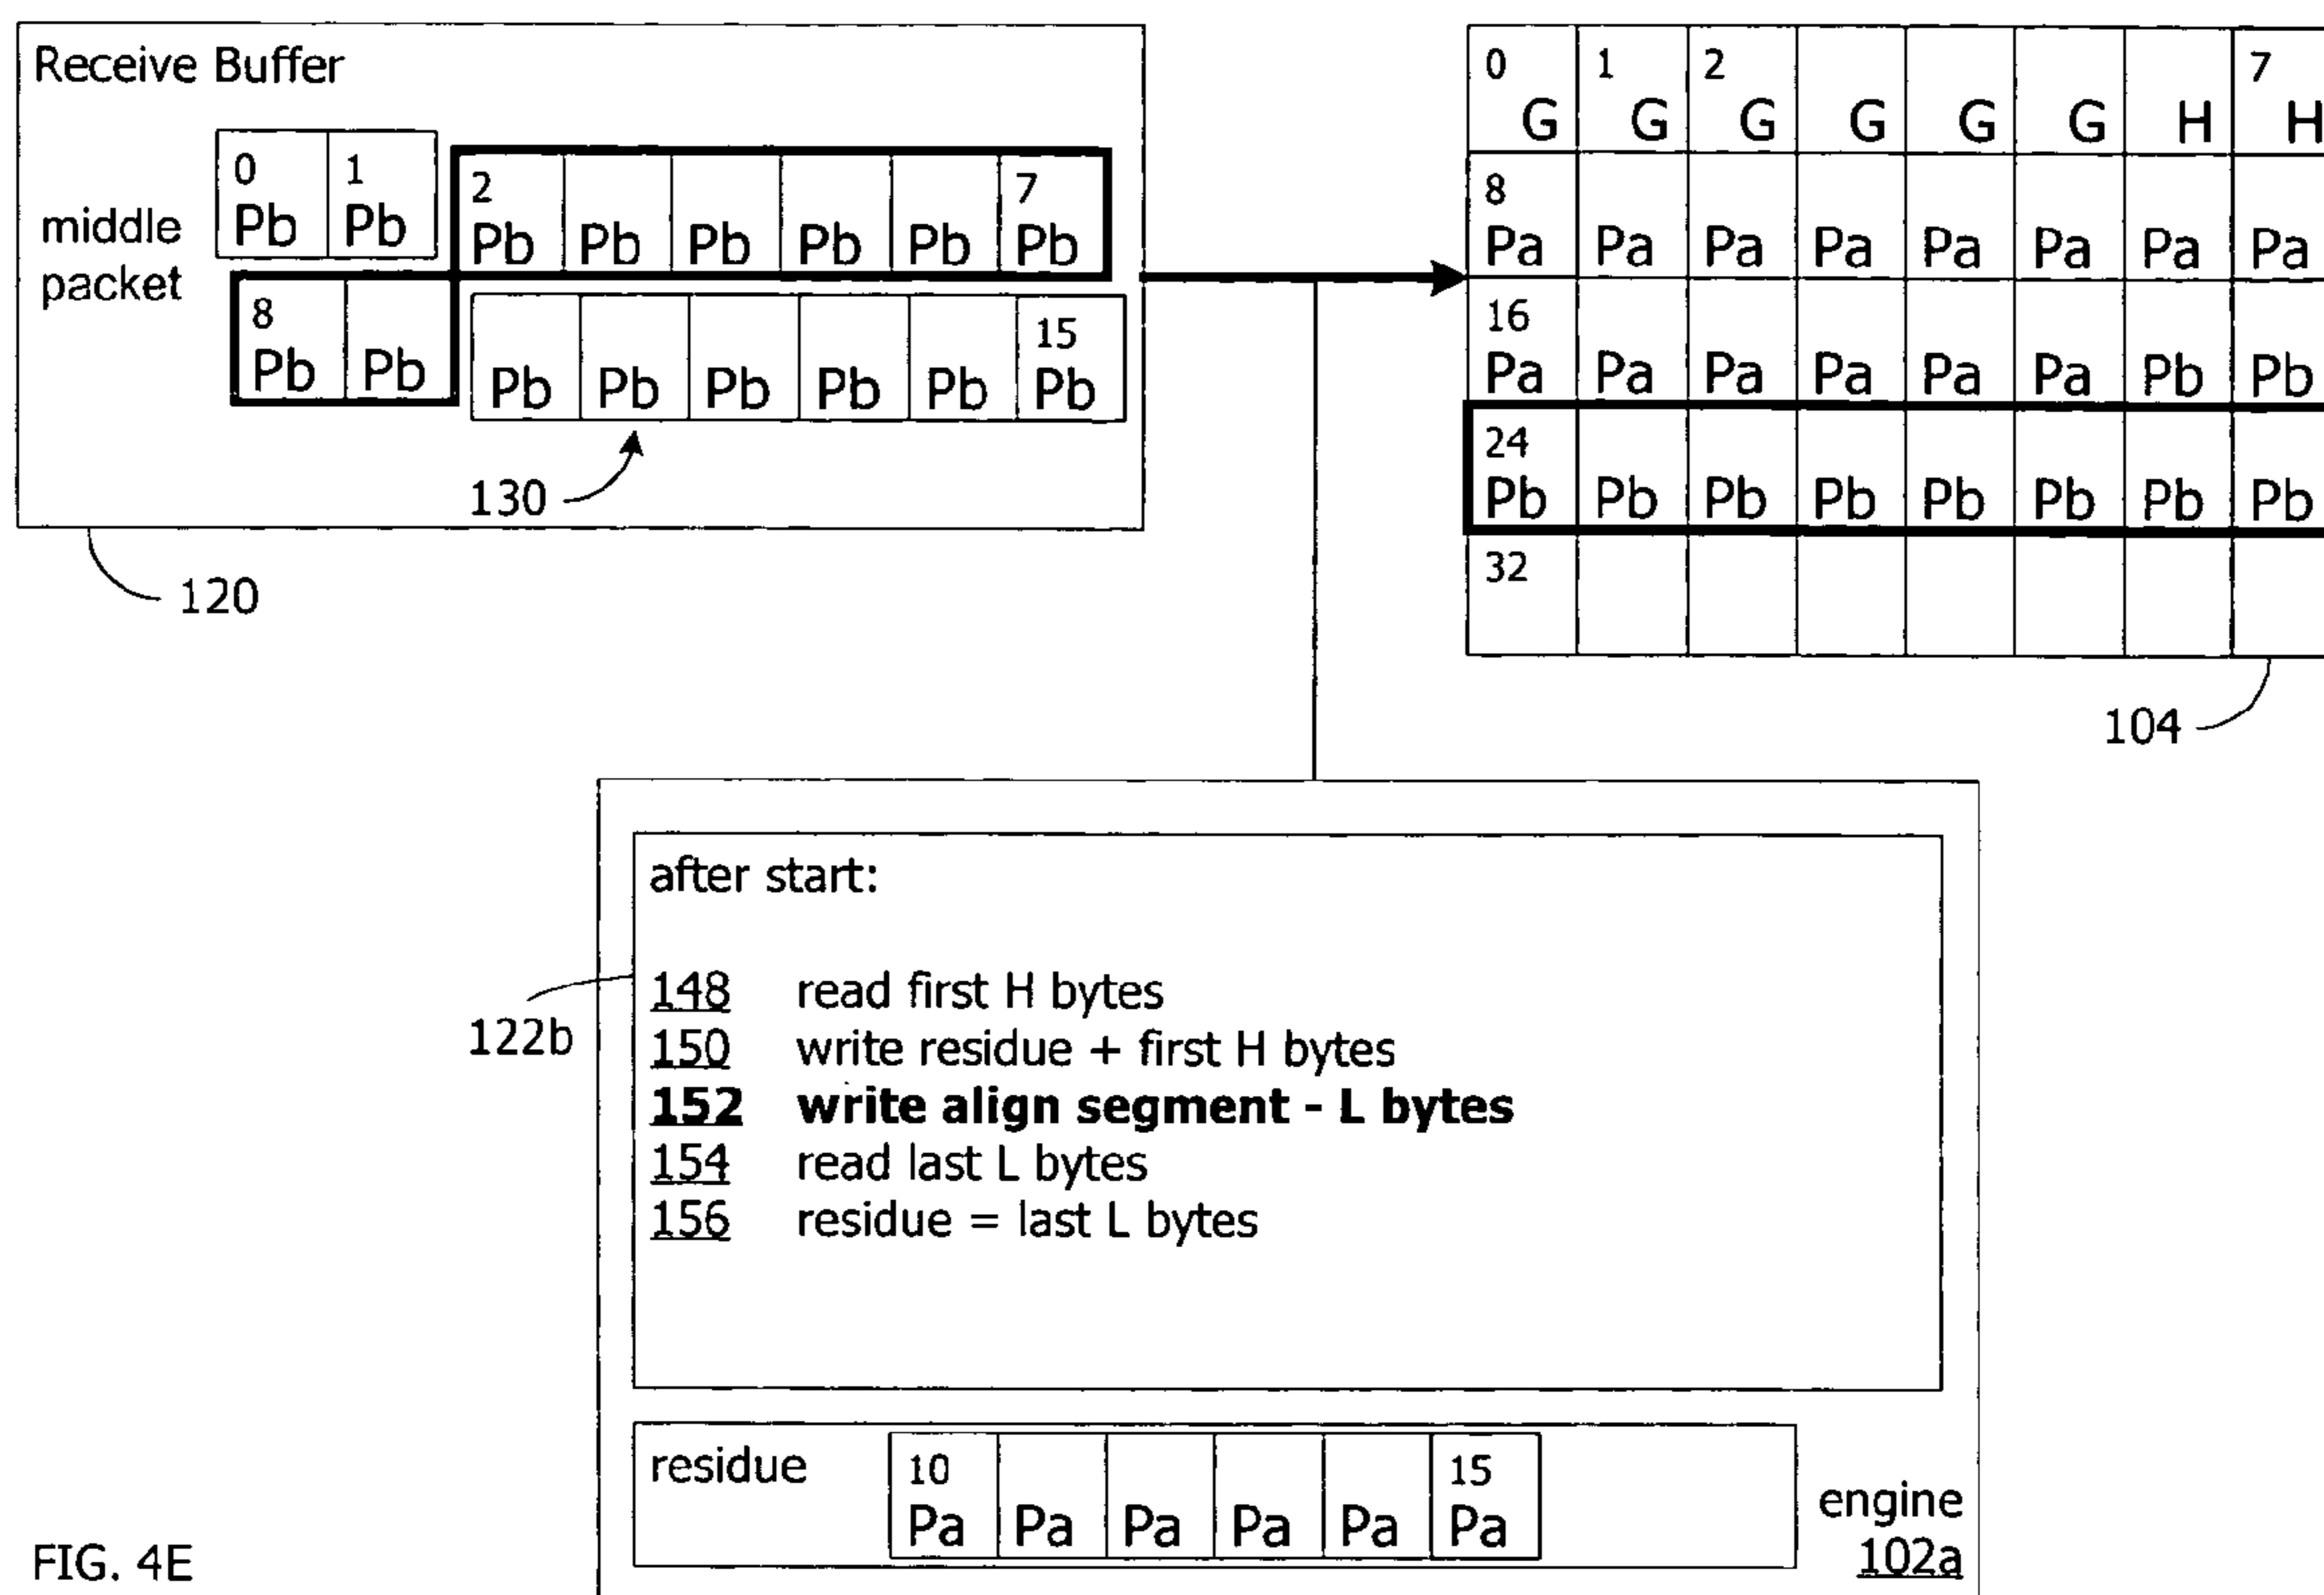 Receive Buffer
middle packet
0 1 2 7
Pb Pb Pb Pb Pb Pb Pb Pb
8 15
Pb Pb Pb Pb Pb Pb Pb Pb
130
120
0 1 2 7
G G G G G G H H
8
Pa Pa Pa Pa Pa Pa Pa Pa
16
Pa Pa Pa Pa Pa Pa Pb Pb
24
Pb Pb Pb Pb Pb Pb Pb Pb
32
104
after start:
148 read first H bytes
150 write residue + first H bytes
152 write align segment - L bytes
154 read last L bytes
156 residue = last L bytes
122b
residue
10 15
Pa Pa Pa Pa Pa Pa
engine
102a
FIG. 4E